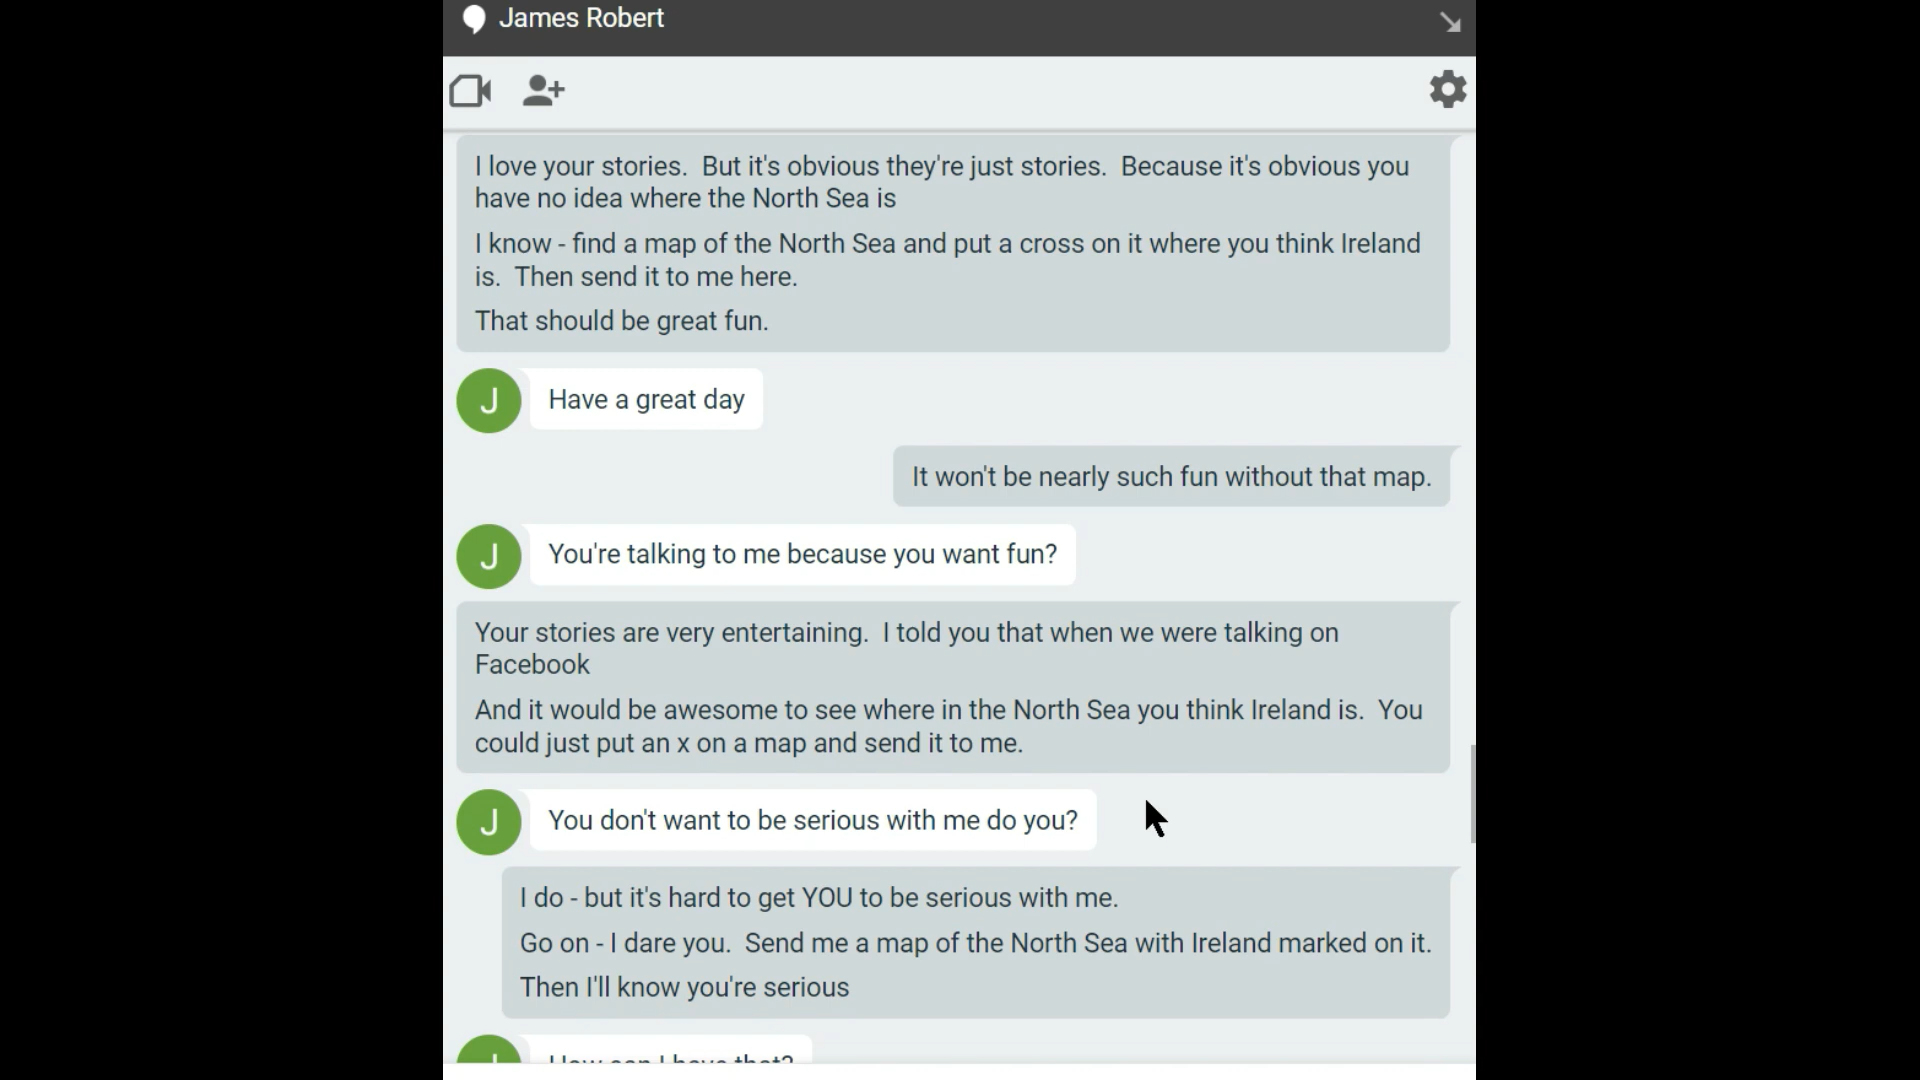 James Robert
I love your stories.  But it's obvious they're just stories.  Because it's obvious you
have no idea where the North Sea is
I know - find a map of the North Sea and put a cross on it where you think Ireland
is.  Then send it to me here.
That should be great fun.
J
Have a great day
It won't be nearly such fun without that map.
J
You're talking to me because you want fun?
Your stories are very entertaining.  I told you that when we were talking on
Facebook
And it would be awesome to see where in the North Sea you think Ireland is.  You
could just put an x on a map and send it to me.
J
You don't want to be serious with me do you?
I do - but it's hard to get YOU to be serious with me.
Go on - I dare you.  Send me a map of the North Sea with Ireland marked on it.
Then I'll know you're serious
J
How can I have that?